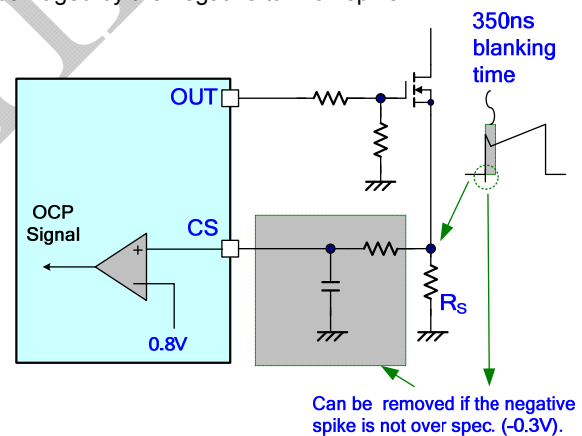 350ns
blanking
time
OUT
OCP
Signal
CS
+
−
0.8V
RS
Can be removed if the negative
spike is not over spec. (-0.3V).